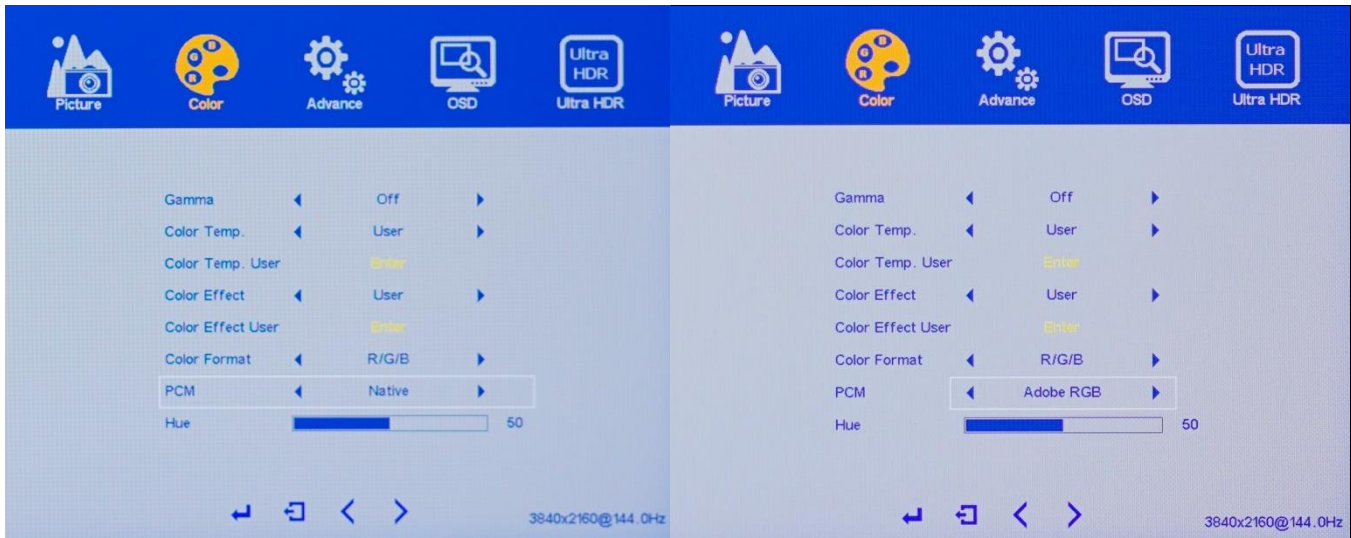 Ultra
HDR
Picture Color Advance OSD Ultra HDR
Gamma Off
Color Temp. User
Color Temp. User Enter
Color Effect User
Color Effect User Enter
Color Format R/G/B
PCM Native
Hue 50
3840x2160@144.0Hz
Ultra
HDR
Picture Color Advance OSD Ultra HDR
Gamma Off
Color Temp. User
Color Temp. User Enter
Color Effect User
Color Effect User Enter
Color Format R/G/B
PCM Adobe RGB
Hue 50
3840x2160@144.0Hz